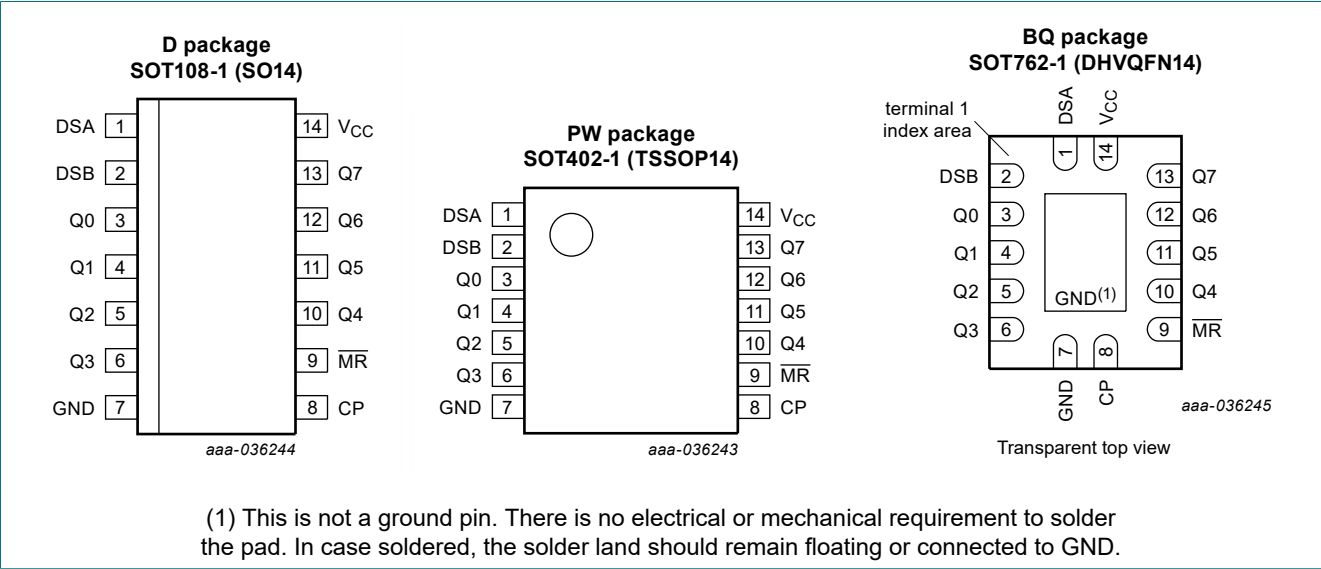 D package
SOT108-1 (SO14)
DSA 1
14 VCC
DSB 2
13 Q7
Q0 3
12 Q6
Q1 4
11 Q5
Q2 5
10 Q4
Q3 6
9 M̅R̅
GND 7
8 CP
aaa-036244
PW package
SOT402-1 (TSSOP14)
DSA 1
14 VCC
DSB 2
13 Q7
Q0 3
12 Q6
Q1 4
11 Q5
Q2 5
10 Q4
Q3 6
9 M̅R̅
GND 7
8 CP
aaa-036243
BQ package
SOT762-1 (DHVQFN14)
terminal 1
index area
DSA
VCC
1
14
DSB 2
13 Q7
Q0 3
12 Q6
Q1 4
11 Q5
Q2 5
10 Q4
Q3 6
9 M̅R̅
GND(1)
7
8
GND
CP
aaa-036245
Transparent top view
(1) This is not a ground pin. There is no electrical or mechanical requirement to solder
the pad. In case soldered, the solder land should remain floating or connected to GND.